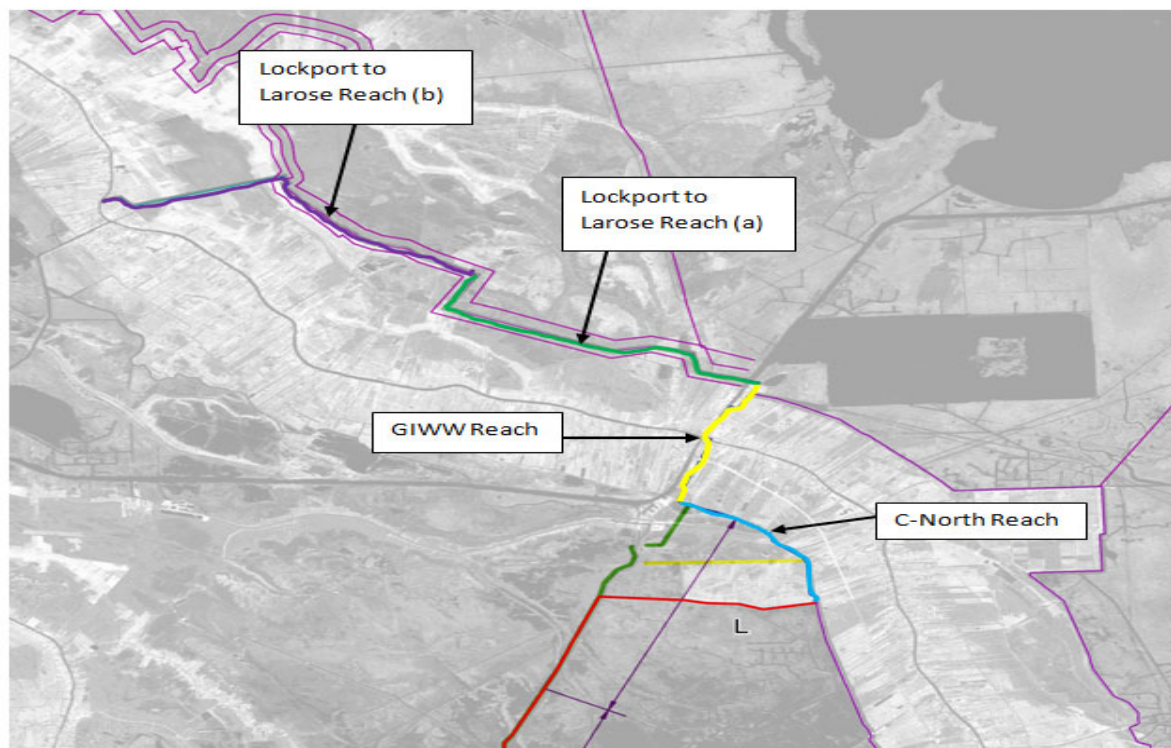 Lockport to
Larose Reach (b)
Lockport to
Larose Reach (a)
GIWW Reach
C-North Reach
L